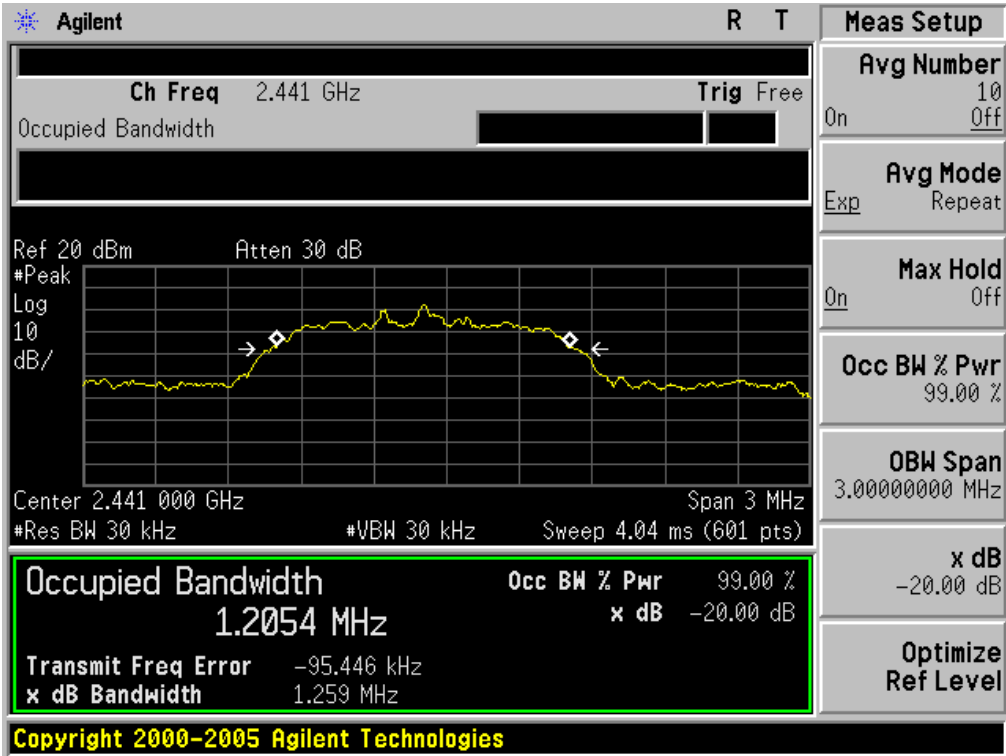 Agilent R T
Ch Freq 2.441 GHz Trig Free
Occupied Bandwidth
Ref 20 dBm Atten 30 dB
#Peak
Log
10
dB/
Center 2.441 000 GHz Span 3 MHz
#Res BW 30 kHz #VBW 30 kHz Sweep 4.04 ms (601 pts)
Occupied Bandwidth Occ BW % Pwr 99.00 %
1.2054 MHz x dB -20.00 dB
Transmit Freq Error -95.446 kHz
x dB Bandwidth 1.259 MHz
Copyright 2000-2005 Agilent Technologies
Meas Setup
Avg Number
10
On Off
Avg Mode
Exp Repeat
Max Hold
On Off
Occ BW % Pwr
99.00 %
OBW Span
3.00000000 MHz
x dB
-20.00 dB
Optimize
Ref Level